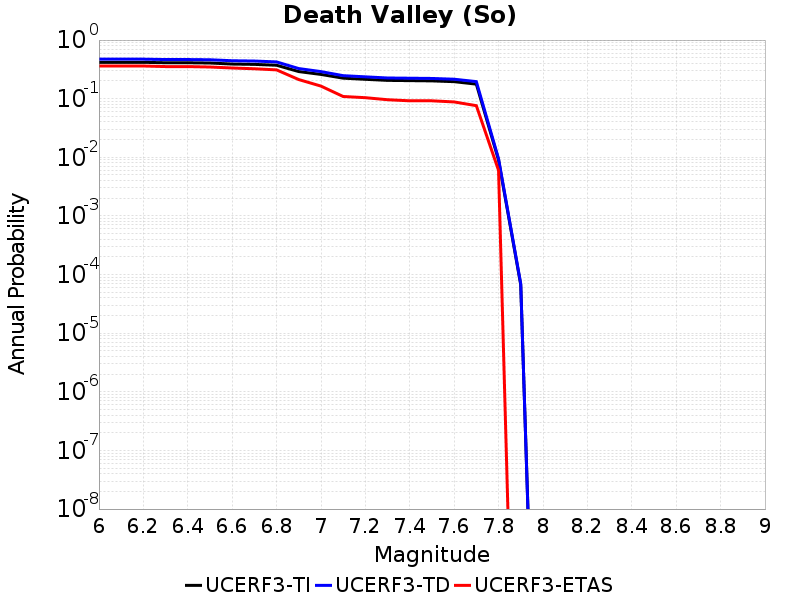 Death Valley (So)
Annual Probability
10^0
10^-1
10^-2
10^-3
10^-4
10^-5
10^-6
10^-7
10^-8
6 6.2 6.4 6.6 6.8 7 7.2 7.4 7.6 7.8 8 8.2 8.4 8.6 8.8 9
Magnitude
UCERF3-TI UCERF3-TD UCERF3-ETAS